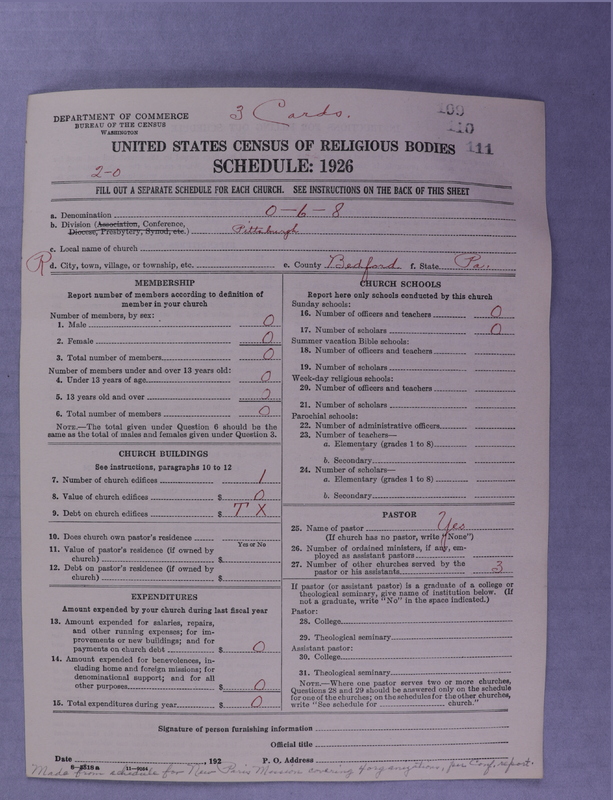 DEPARTMENT OF COMMERCE
BUREAU OF THE CENSUS
WASHINGTON
3 Cards.
109
110
111
UNITED STATES CENSUS OF RELIGIOUS BODIES
2-0
SCHEDULE: 1926
FILL OUT A SEPARATE SCHEDULE FOR EACH CHURCH. SEE INSTRUCTIONS ON THE BACK OF THIS SHEET
a. Denomination 0-6-8
b. Division (Association, Conference, Diocese, Presbytery, Synod, etc.) Pittsburgh
c. Local name of church
R d. City, town, village, or township, etc. e. County Bedford f. State Pa.
MEMBERSHIP
Report number of members according to definition of
member in your church
Number of members, by sex:
1. Male 0
2. Female 0
3. Total number of members 0
Number of members under and over 13 years old:
4. Under 13 years of age 0
5. 13 years old and over
6. Total number of members 0
NOTE.—The total given under Question 6 should be the
same as the total of males and females given under Question 3.
CHURCH BUILDINGS
See instructions, paragraphs 10 to 12
7. Number of church edifices 1
8. Value of church edifices $ 0
9. Debt on church edifices $ T X
10. Does church own pastor's residence
Yes or No
11. Value of pastor's residence (if owned by
church) $
12. Debt on pastor's residence (if owned by
church) $
EXPENDITURES
Amount expended by your church during last fiscal year
13. Amount expended for salaries, repairs,
and other running expenses; for im-
provements or new buildings; and for
payments on church debt $ 0
14. Amount expended for benevolences, in-
cluding home and foreign missions; for
denominational support; and for all
other purposes $ 0
15. Total expenditures during year $ 0
CHURCH SCHOOLS
Report here only schools conducted by this church
Sunday schools:
16. Number of officers and teachers 0
17. Number of scholars 0
Summer vacation Bible schools:
18. Number of officers and teachers
19. Number of scholars
Week-day religious schools:
20. Number of officers and teachers
21. Number of scholars
Parochial schools:
22. Number of administrative officers
23. Number of teachers—
a. Elementary (grades 1 to 8)
b. Secondary
24. Number of scholars—
a. Elementary (grades 1 to 8)
b. Secondary
PASTOR
25. Name of pastor Yes
(If church has no pastor, write "None")
26. Number of ordained ministers, if any, em-
ployed as assistant pastors
27. Number of other churches served by the
pastor or his assistants 3
If pastor (or assistant pastor) is a graduate of a college or
theological seminary, give name of institution below. (If
not a graduate, write "No" in the space indicated.)
Pastor:
28. College
29. Theological seminary
Assistant pastor:
30. College
31. Theological seminary
NOTE.—Where one pastor serves two or more churches,
Questions 28 and 29 should be answered only on the schedule
for one of the churches; on the schedules for the other churches,
write "See schedule for church."
Signature of person furnishing information
Official title
Date , 192 P. O. Address
11-9054
Made from schedule for New Paris Mission covering 4 organizations, per Conf. report.